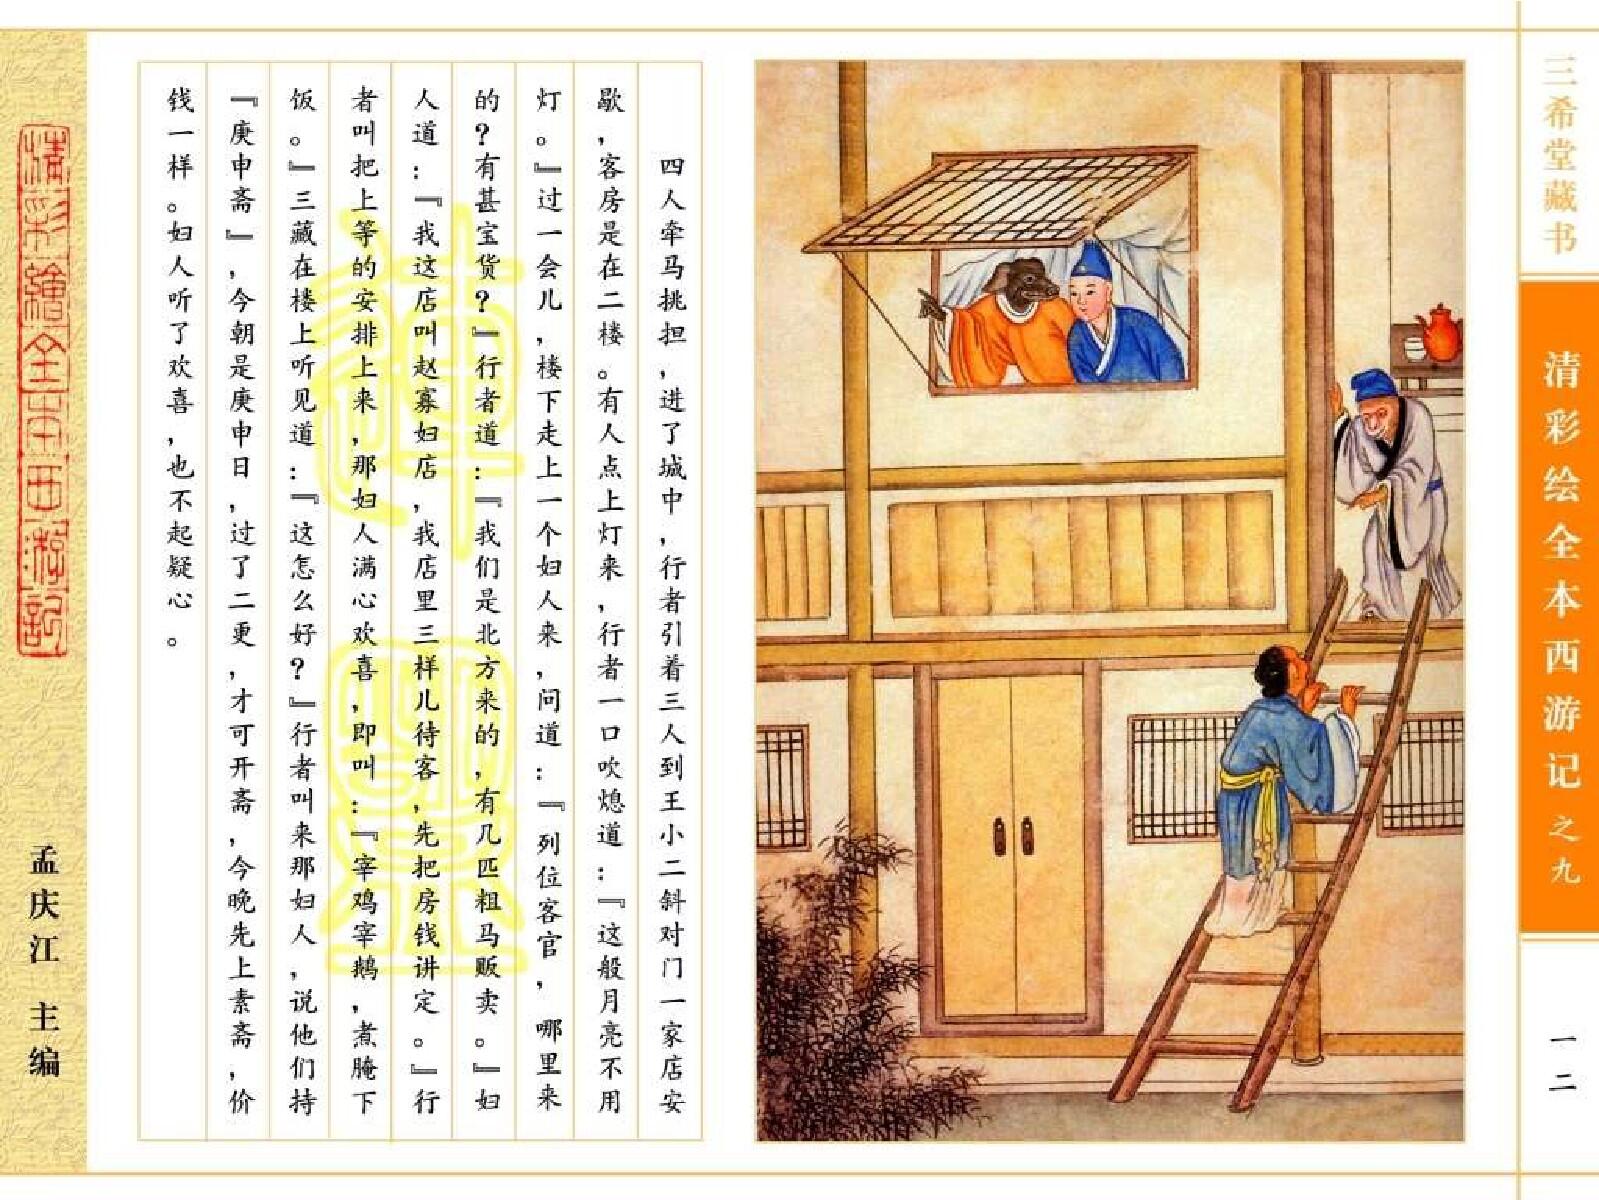 三希堂藏书
清彩绘全本西游记之九
一二
四人牵马挑担，进了城中，行者引着三人到王小二斜对门一家店安
歇，客房是在二楼。有人点上灯来，行者一口吹熄道：『这般月亮不用
灯。』过一会儿，楼下走上一个妇人来，问道：『列位客官，哪里来
的？有甚宝货？』行者道：『我们是北方来的，有几匹粗马贩卖。』妇
人道：『我这店叫赵寡妇店，我店里三样儿待客，先把房钱讲定。』行
者叫把上等的安排上来，那妇人满心欢喜，即叫：『宰鸡宰鹅，煮腌下
饭。』三藏在楼上听见道：『这怎么好？』行者叫来那妇人，说他们持
『庚申斋』，今朝是庚申日，过了二更，才可开斋，今晚先上素斋，价
钱一样。妇人听了欢喜，也不起疑心。
清彩繪全本西游記
孟庆江 主编